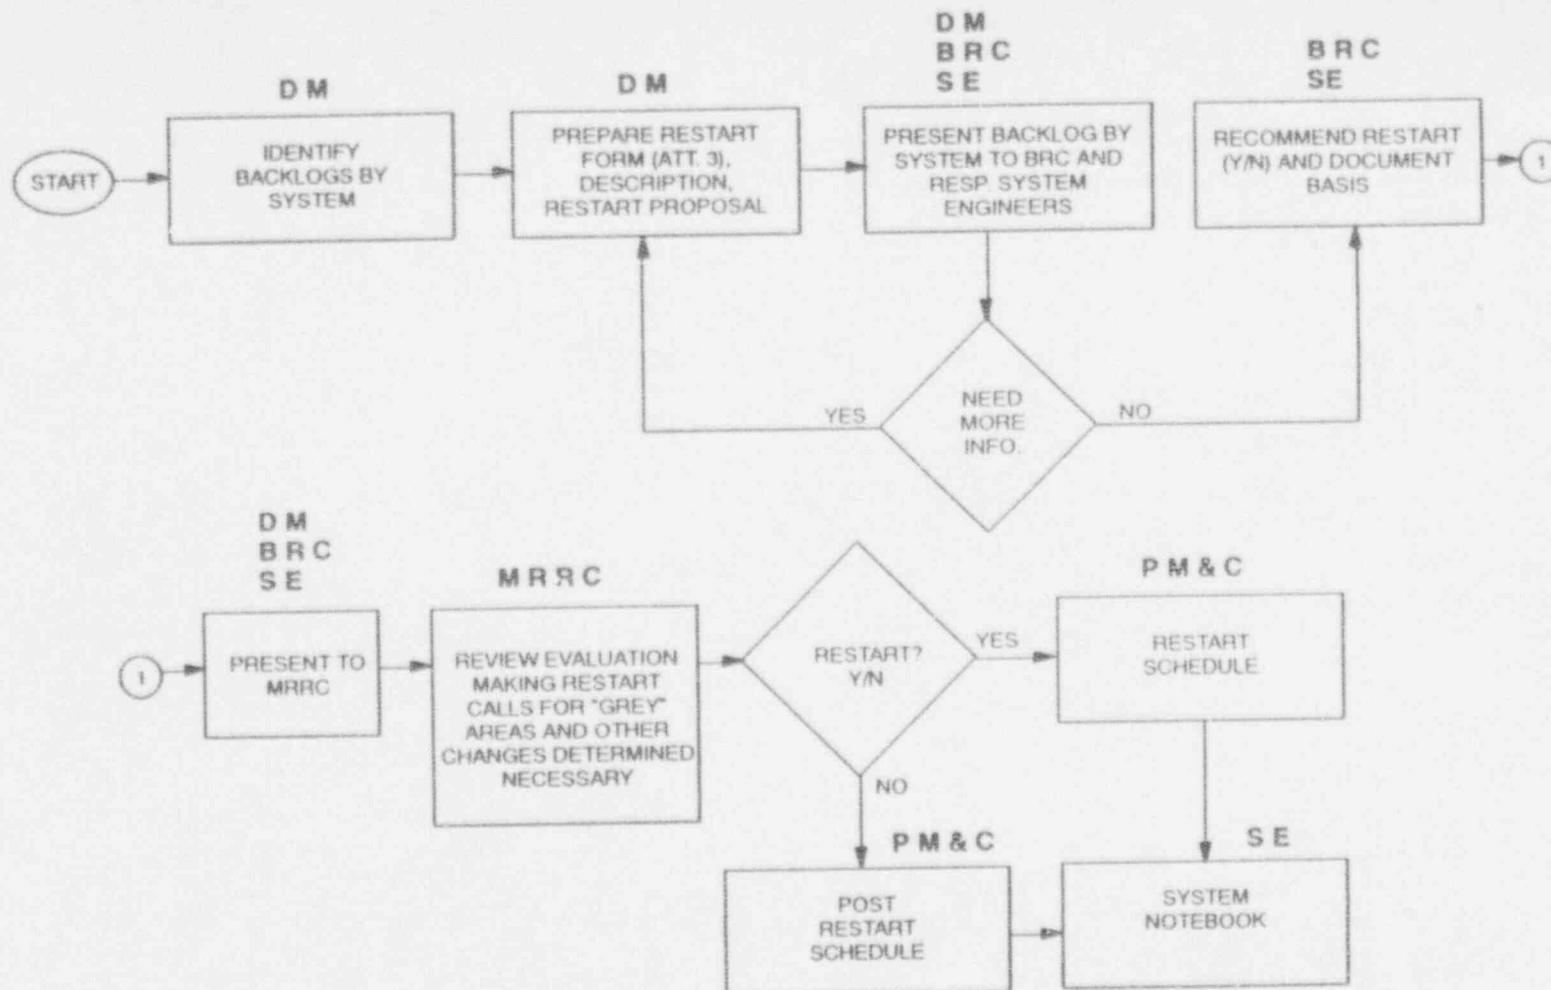 D M
IDENTIFY
BACKLOGS BY
SYSTEM
D M
PREPARE RESTART
FORM (ATT. 3),
DESCRIPTION,
RESTART PROPOSAL
D M
B R C
S E
PRESENT BACKLOG BY
SYSTEM TO BRC AND
RESP. SYSTEM
ENGINEERS
B R C
SE
RECOMMEND RESTART
(Y/N) AND DOCUMENT
BASIS
START
1
YES
NEED
MORE
INFO.
NO
D M
B R C
S E
1
PRESENT TO
MRRC
M R R C
REVIEW EVALUATION
MAKING RESTART
CALLS FOR "GREY"
AREAS AND OTHER
CHANGES DETERMINED
NECESSARY
RESTART?
Y/N
YES
NO
P M & C
RESTART
SCHEDULE
P M & C
POST
RESTART
SCHEDULE
S E
SYSTEM
NOTEBOOK